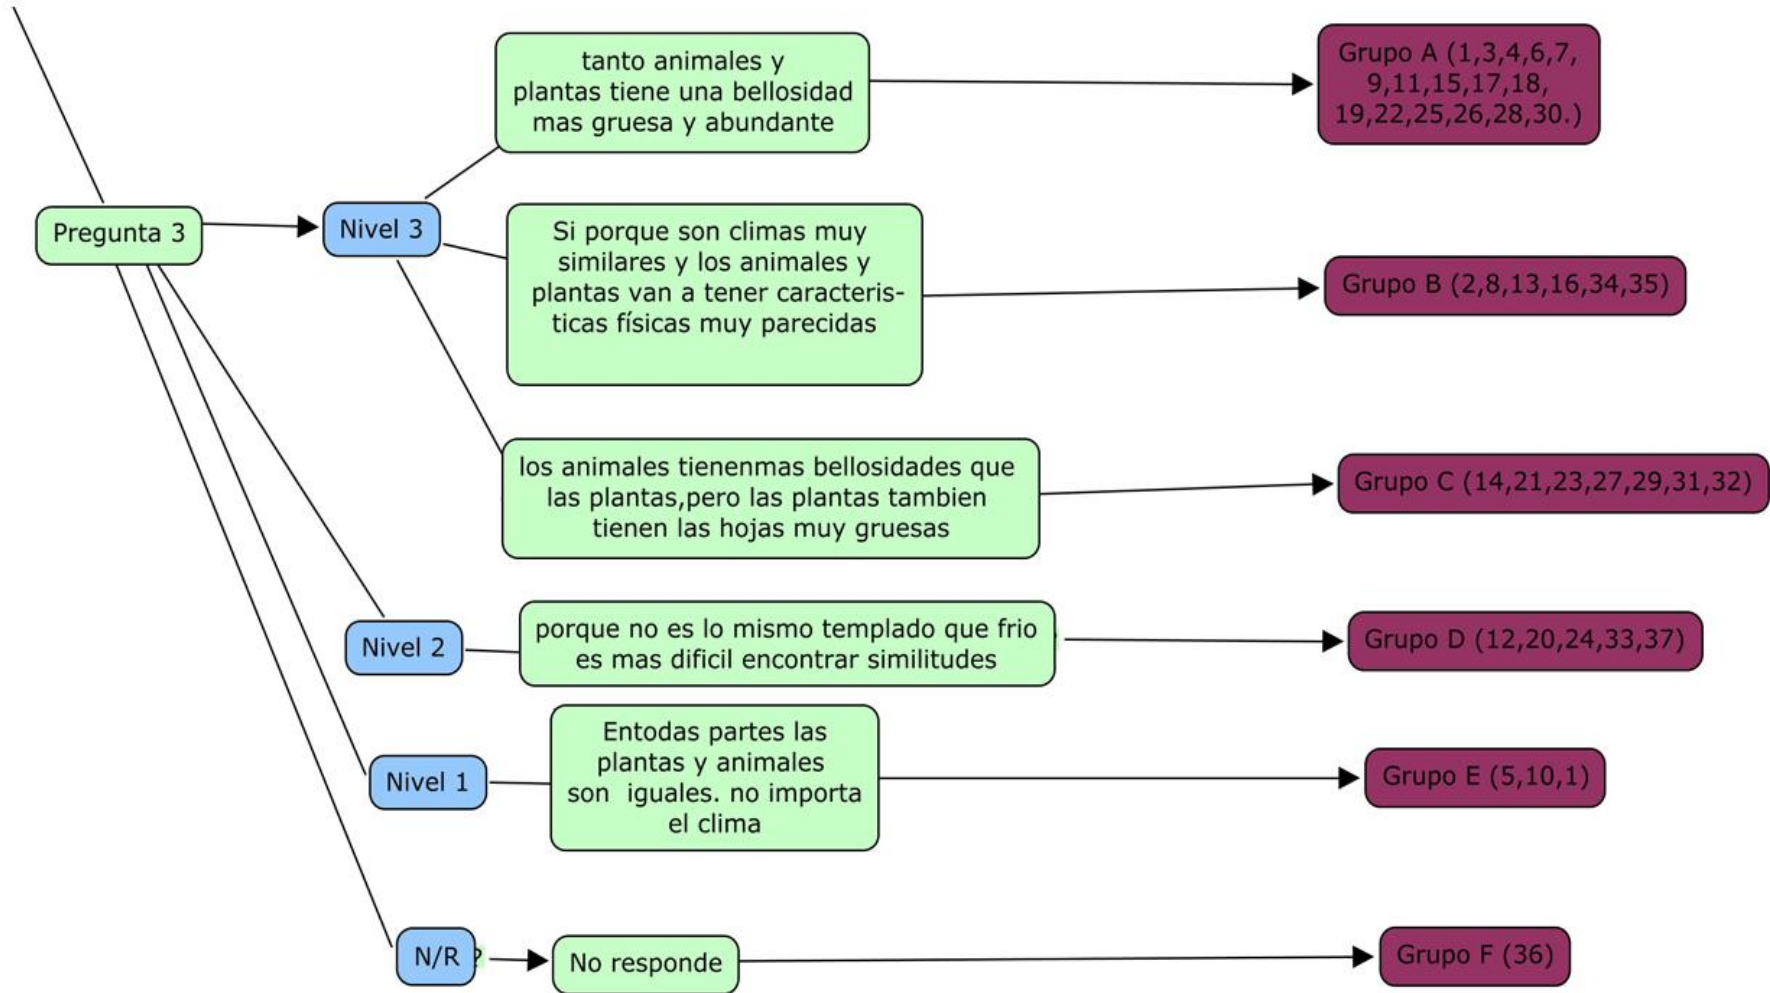 Pregunta 3
Nivel 3
tanto animales y
plantas tiene una bellosidad
mas gruesa y abundante
Grupo A (1,3,4,6,7,
9,11,15,17,18,
19,22,25,26,28,30.)
Si porque son climas muy
similares y los animales y
plantas van a tener caracteris-
ticas físicas muy parecidas
Grupo B (2,8,13,16,34,35)
los animales tienenmas bellosidades que
las plantas,pero las plantas tambien
tienen las hojas muy gruesas
Grupo C (14,21,23,27,29,31,32)
Nivel 2
porque no es lo mismo templado que frio
es mas dificil encontrar similitudes
Grupo D (12,20,24,33,37)
Nivel 1
Entodas partes las
plantas y animales
son iguales. no importa
el clima
Grupo E (5,10,1)
N/R ?
No responde
Grupo F (36)